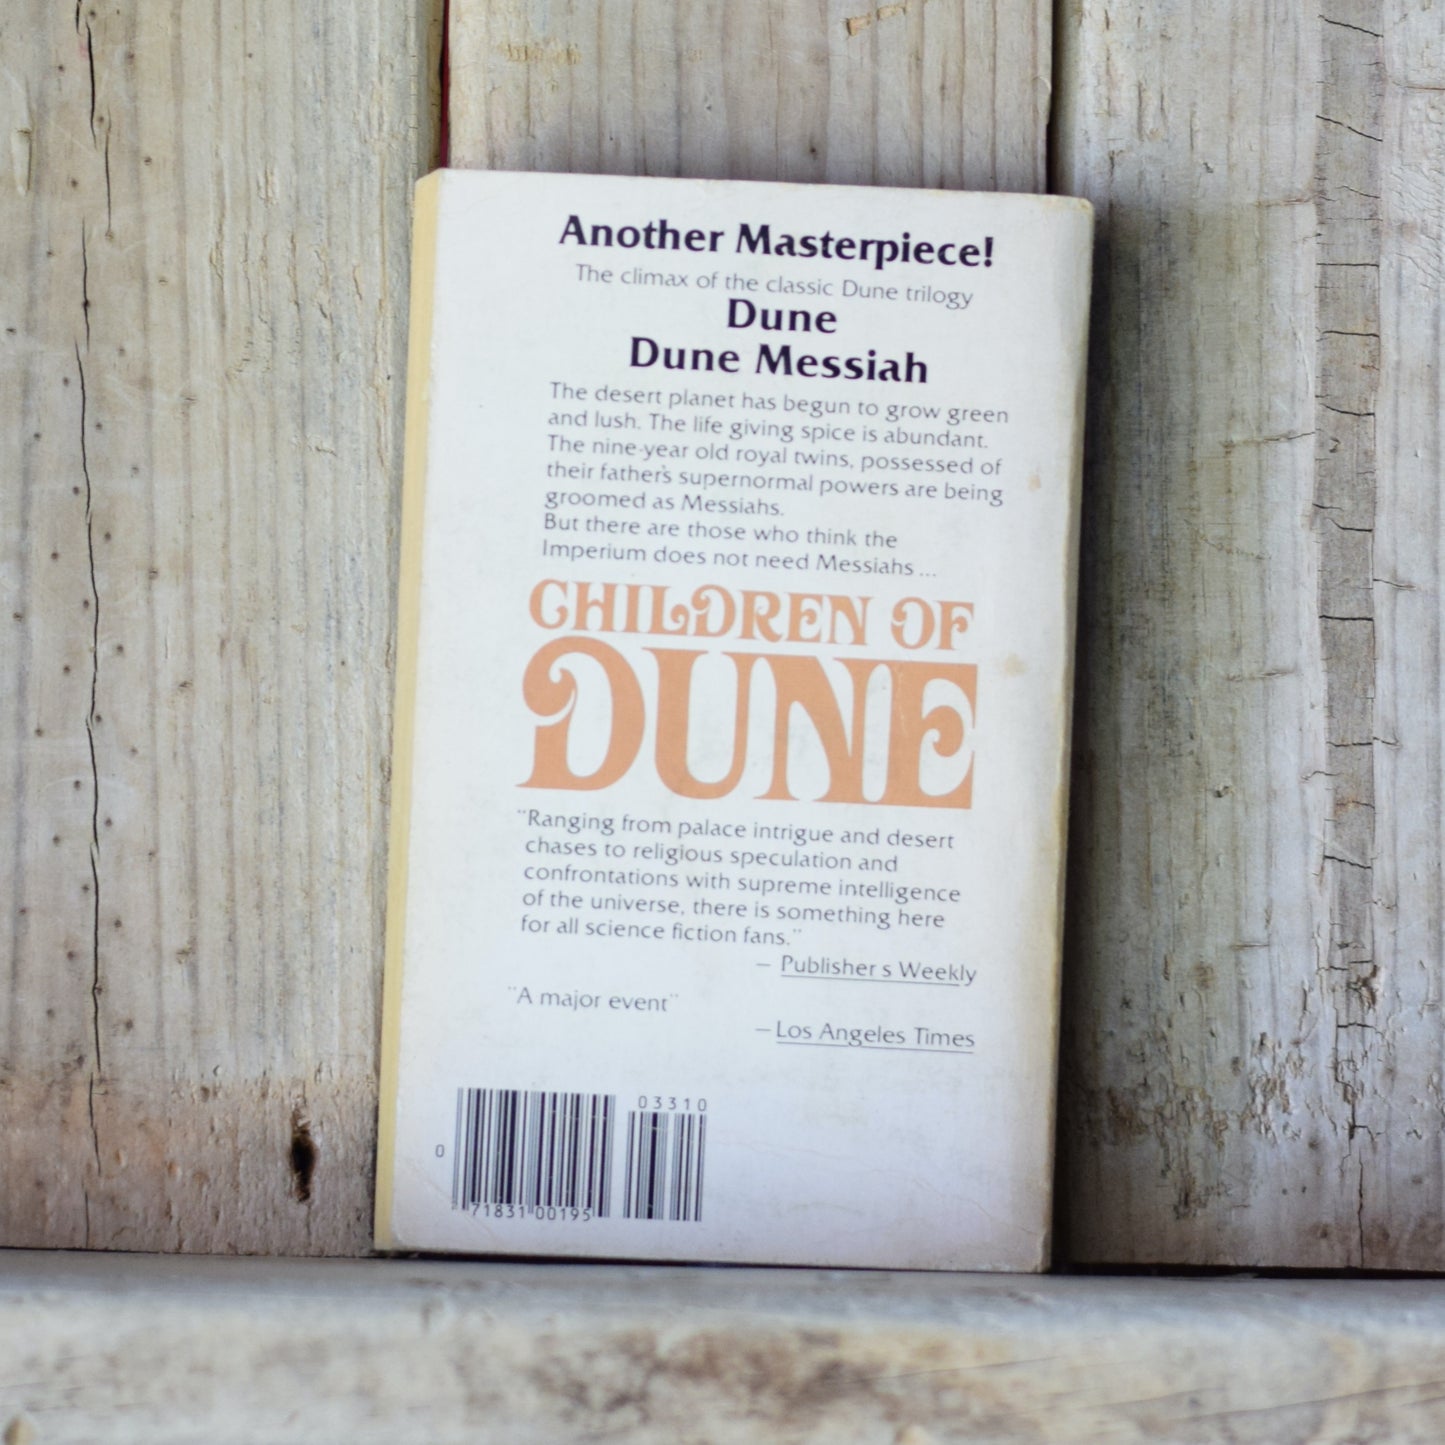 Another Masterpiece!
The climax of the classic Dune trilogy
Dune
Dune Messiah
The desert planet has begun to grow green
and lush. The life giving spice is abundant.
The nine-year old royal twins, possessed of
their father's supernormal powers are being
groomed as Messiahs.
But there are those who think the
Imperium does not need Messiahs ...
CHILDREN OF
DUNE
"Ranging from palace intrigue and desert
chases to religious speculation and
confrontations with supreme intelligence
of the universe, there is something here
for all science fiction fans."
— Publisher s Weekly
"A major event"
—Los Angeles Times
03310
0
71831 00195